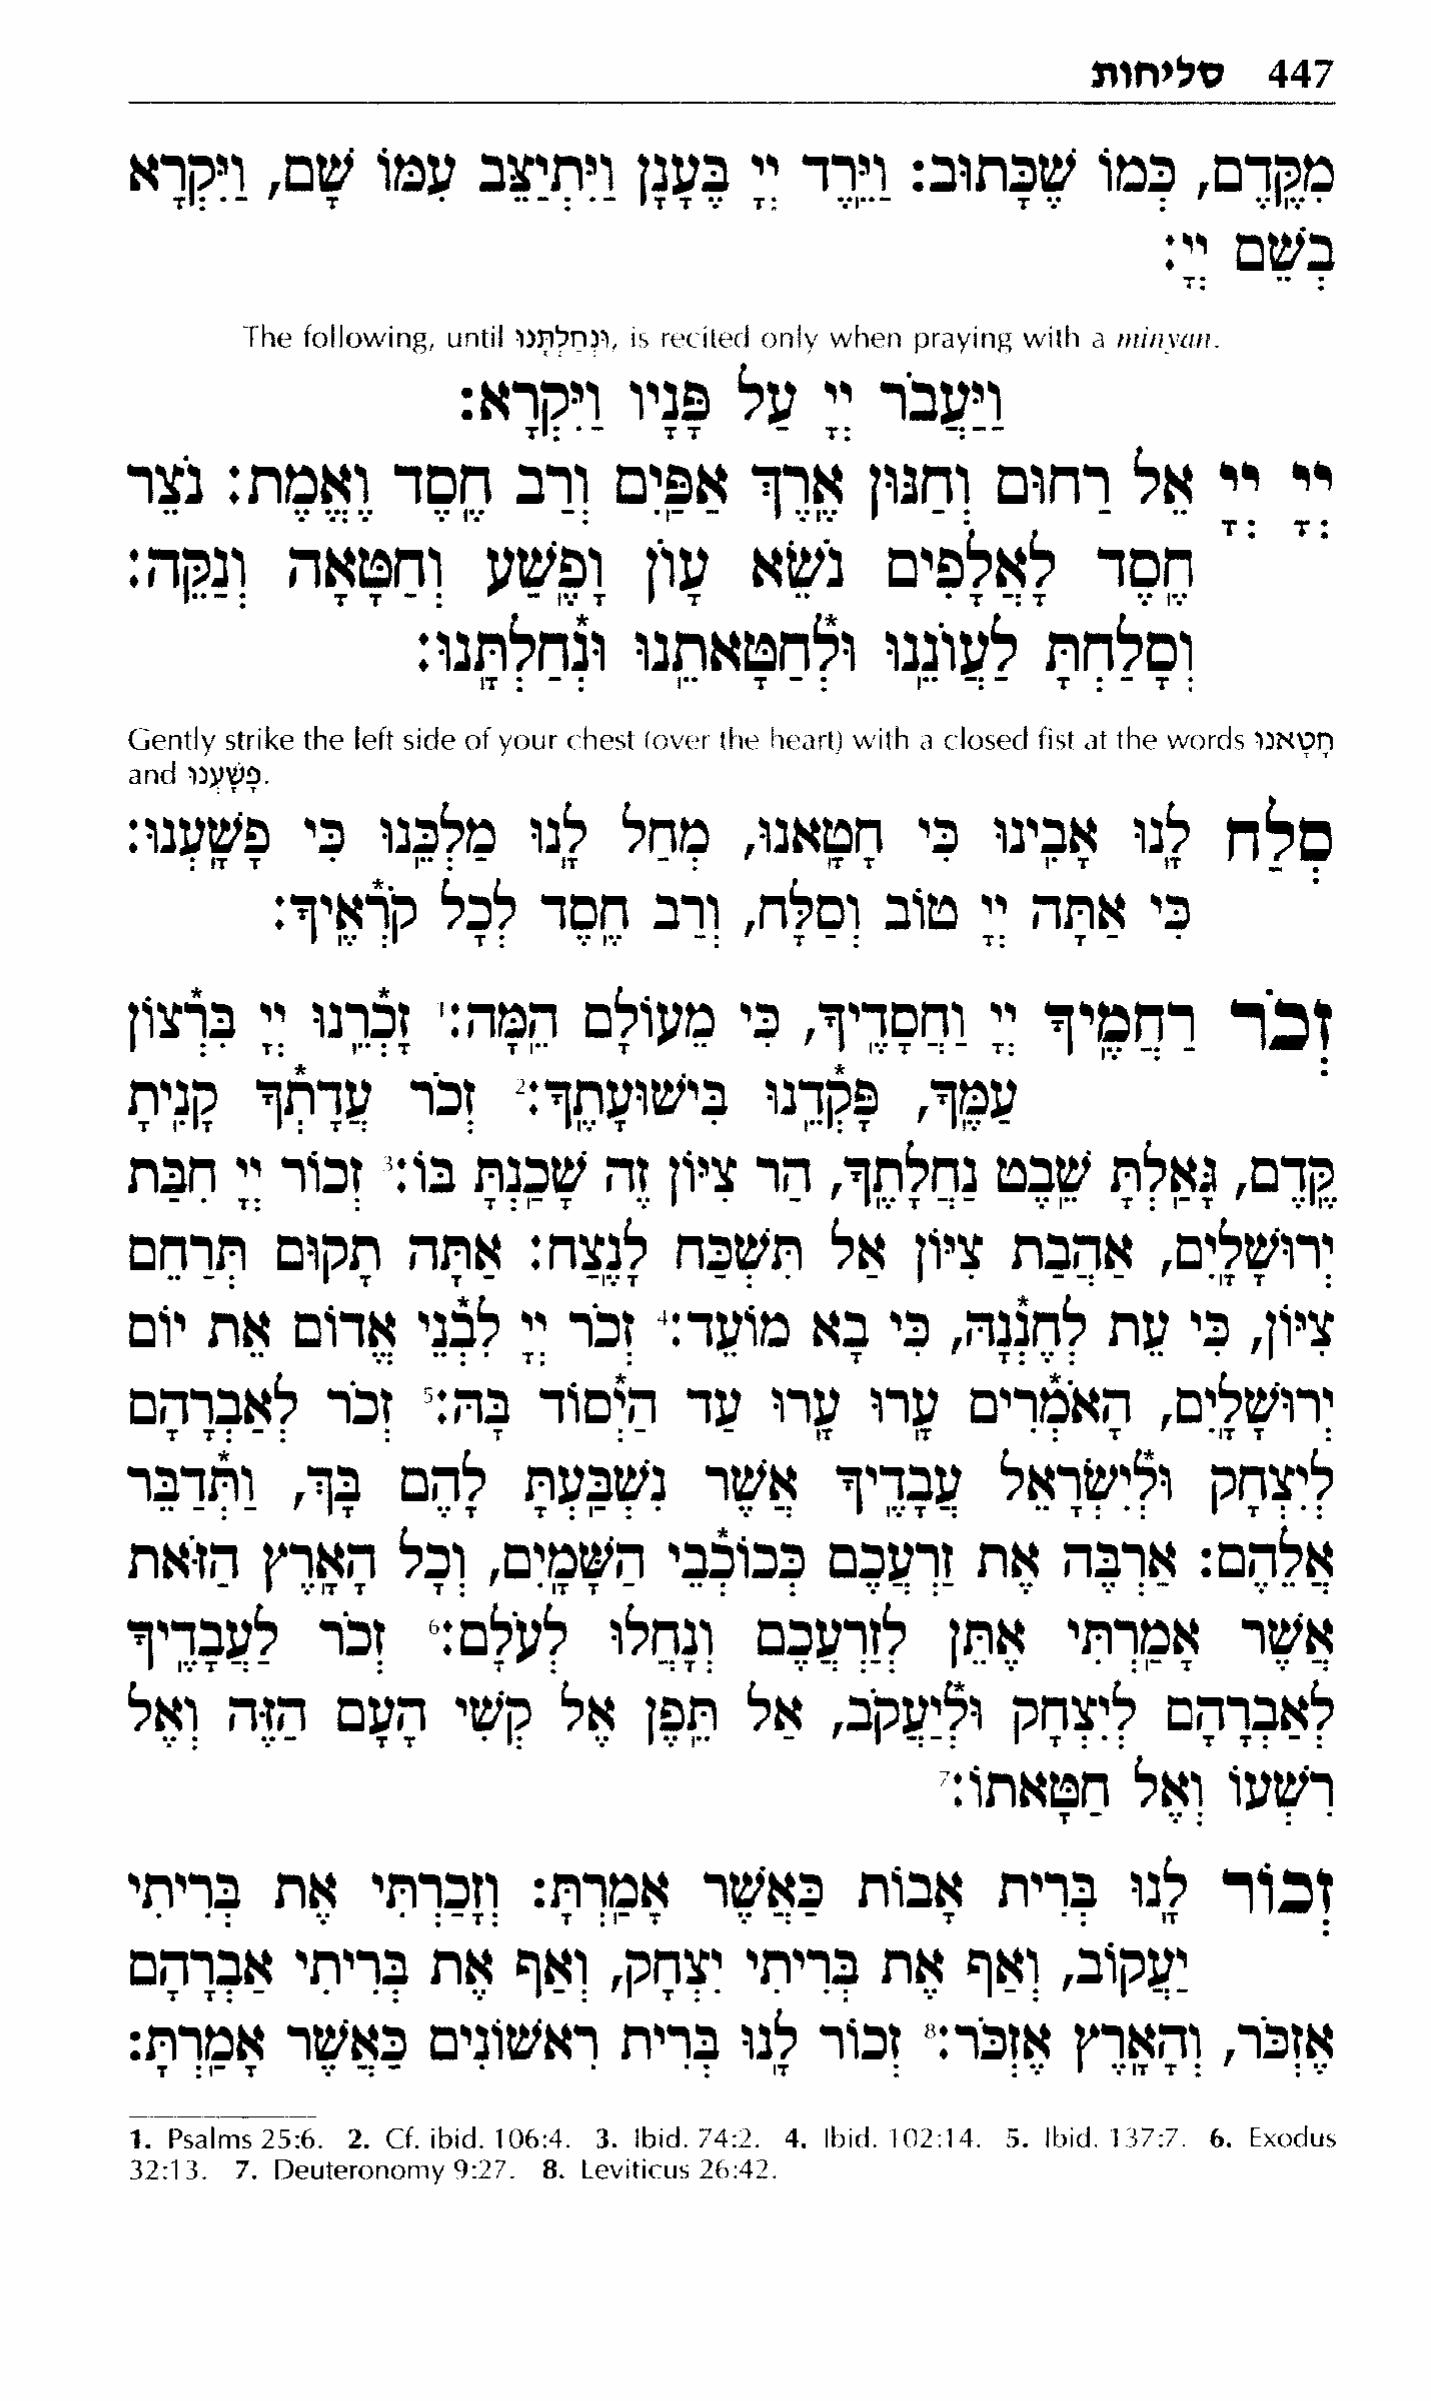 447 סליחות
מִקֶּדֶם, כְּמוֹ שֶׁכָּתוּב: וַיֵּרֶד יְיָ בֶּעָנָן וַיִּתְיַצֵּב עִמּוֹ שָׁם, וַיִּקְרָא
בְשֵׁם יְיָ:
The following, until וּנְחַלְתָּנוּ, is recited only when praying with a minyan.
וַיַּעֲבֹר יְיָ עַל פָּנָיו וַיִּקְרָא:
יְיָ יְיָ אֵל רַחוּם וְחַנּוּן אֶרֶךְ אַפַּיִם וְרַב חֶסֶד וֶאֱמֶת: נֹצֵר
חֶסֶד לָאֲלָפִים נֹשֵׂא עָוֹן וָפֶשַׁע וְחַטָּאָה וְנַקֵּה:
וְסָלַחְתָּ לַעֲוֹנֵנוּ וּלְ֯חַטָּאתֵנוּ וּנְ֯חַלְתָּנוּ:
Gently strike the left side of your chest (over the heart) with a closed fist at the words חָטָאנוּ
and פָשָׁעְנוּ.
סְלַח לָנוּ אָבִינוּ כִּי חָטָאנוּ, מְחַל לָנוּ מַלְכֵּנוּ כִּי פָשָׁעְנוּ:
כִּי אַתָּה יְיָ טוֹב וְסַלָּח, וְרַב חֶסֶד לְכָל קֹרְ֯אֶיךָ:
זְכֹר רַחֲמֶיךָ יְיָ וַחֲסָדֶיךָ, כִּי מֵעוֹלָם הֵמָּה:1 זָכְ֯רֵנוּ יְיָ בִּרְ֯צוֹן
עַמֶּךָ, פָּקְ֯דֵנוּ בִּישׁוּעָתֶךָ:2 זְכֹר עֲדָתְ֯ךָ קָנִיתָ
קֶּדֶם, גָּאַלְתָּ שֵׁבֶט נַחֲלָתֶךָ, הַר צִיּוֹן זֶה שָׁכַנְתָּ בּוֹ:3 זְכוֹר יְיָ חִבַּת
יְרוּשָׁלָיִם, אַהֲבַת צִיּוֹן אַל תִּשְׁכַּח לָנֶצַח: אַתָּה תָקוּם תְּרַחֵם
צִיּוֹן, כִּי עֵת לְחֶנְ֯נָהּ, כִּי בָא מוֹעֵד:4 זְכֹר יְיָ לִבְ֯נֵי אֱדוֹם אֵת יוֹם
יְרוּשָׁלָיִם, הָאֹמְ֯רִים עָרוּ עָרוּ עַד הַיְ֯סוֹד בָּהּ:5 זְכֹר לְאַבְרָהָם
לְיִצְחָק וּלְ֯יִשְׂרָאֵל עֲבָדֶיךָ אֲשֶׁר נִשְׁבַּעְתָּ לָהֶם בָּךְ, וַתְּ֯דַבֵּר
אֲלֵהֶם: אַרְבֶּה אֶת זַרְעֲכֶם כְּכוֹכְ֯בֵי הַשָּׁמָיִם, וְכָל הָאָרֶץ הַזֹּאת
אֲשֶׁר אָמַרְתִּי אֶתֵּן לְזַרְעֲכֶם וְנָחֲלוּ לְעֹלָם:6 זְכֹר לַעֲבָדֶיךָ
לְאַבְרָהָם לְיִצְחָק וּלְ֯יַעֲקֹב, אַל תֵּפֶן אֶל קְשִׁי הָעָם הַזֶּה וְאֶל
רִשְׁעוֹ וְאֶל חַטָּאתוֹ:7
זְכוֹר לָנוּ בְּרִית אָבוֹת כַּאֲשֶׁר אָמַרְתָּ: וְזָכַרְתִּי אֶת בְּרִיתִי
יַעֲקוֹב, וְאַף אֶת בְּרִיתִי יִצְחָק, וְאַף אֶת בְּרִיתִי אַבְרָהָם
אֶזְכֹּר, וְהָאָרֶץ אֶזְכֹּר:8 זְכוֹר לָנוּ בְּרִית רִאשׁוֹנִים כַּאֲשֶׁר אָמַרְתָּ:
1. Psalms 25:6. 2. Cf. ibid. 106:4. 3. Ibid. 74:2. 4. Ibid. 102:14. 5. Ibid. 137:7. 6. Exodus
32:13. 7. Deuteronomy 9:27. 8. Leviticus 26:42.